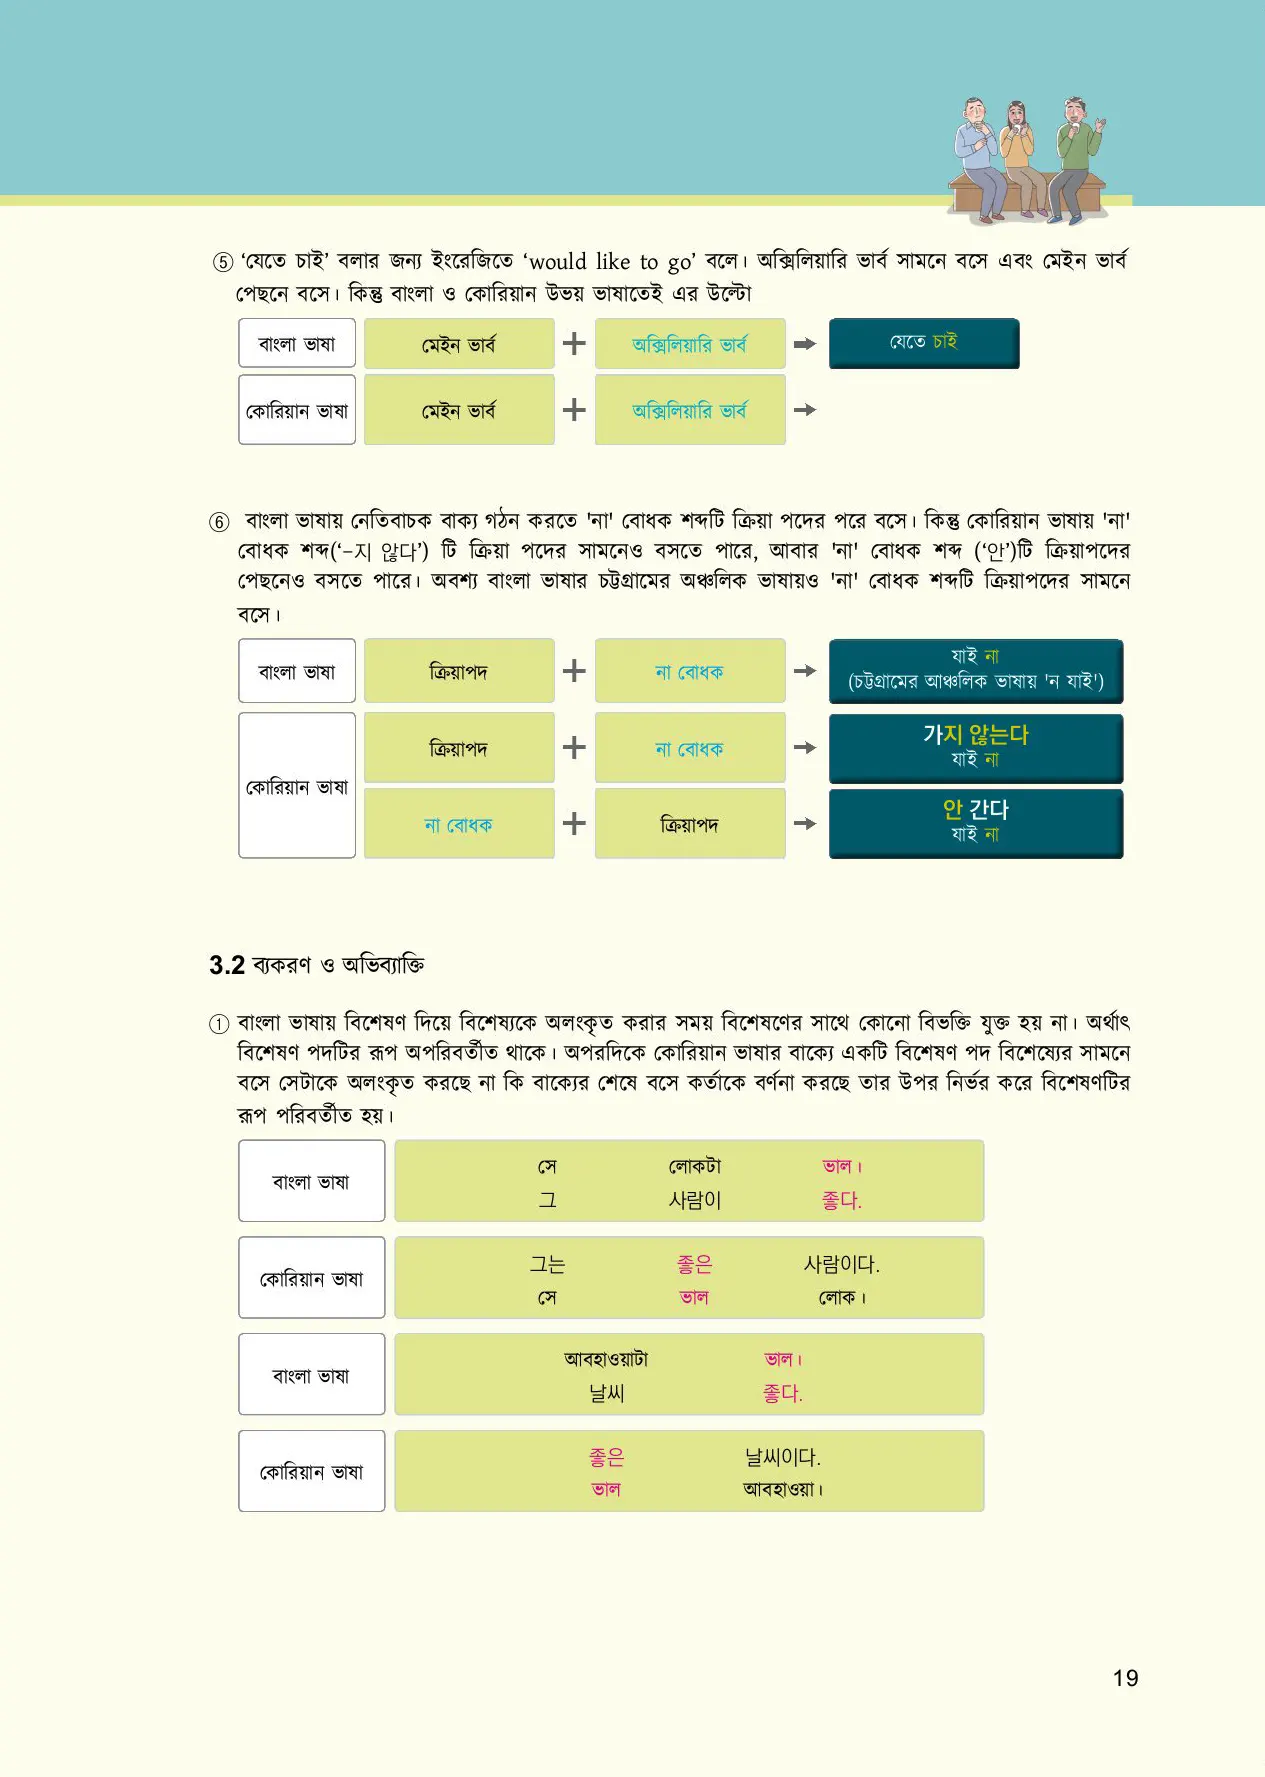 ⑤ ‘যেতে চাই’ বলার জন্য ইংরেজিতে ‘would like to go’ বলে। অক্সিলিয়ারি ভার্ব সামনে বসে এবং মেইন ভার্ব
পেছনে বসে। কিন্তু বাংলা ও কোরিয়ান উভয় ভাষাতেই এর উল্টো
বাংলা ভাষা মেইন ভার্ব + অক্সিলিয়ারি ভার্ব → যেতে চাই
কোরিয়ান ভাষা মেইন ভার্ব + অক্সিলিয়ারি ভার্ব →
⑥ বাংলা ভাষায় নেতিবাচক বাক্য গঠন করতে 'না' বোধক শব্দটি ক্রিয়া পদের পরে বসে। কিন্তু কোরিয়ান ভাষায় 'না'
বোধক শব্দ(‘–지 않다’) টি ক্রিয়া পদের সামনেও বসতে পারে, আবার 'না' বোধক শব্দ (‘안’)টি ক্রিয়াপদের
পেছনেও বসতে পারে। অবশ্য বাংলা ভাষার চট্টগ্রামের অঞ্চলিক ভাষায়ও 'না' বোধক শব্দটি ক্রিয়াপদের সামনে
বসে।
বাংলা ভাষা ক্রিয়াপদ + না বোধক → যাই না
(চট্টগ্রামের আঞ্চলিক ভাষায় 'ন যাই')
কোরিয়ান ভাষা
ক্রিয়াপদ + না বোধক → 가지 않는다
যাই না
না বোধক + ক্রিয়াপদ → 안 간다
যাই না
3.2 ব্যকরণ ও অভিব্যাক্তি
① বাংলা ভাষায় বিশেষণ দিয়ে বিশেষ্যকে অলংকৃত করার সময় বিশেষণের সাথে কোনো বিভক্তি যুক্ত হয় না। অর্থাৎ
বিশেষণ পদটির রূপ অপরিবর্তীত থাকে। অপরদিকে কোরিয়ান ভাষার বাক্যে একটি বিশেষণ পদ বিশেষ্যের সামনে
বসে সেটাকে অলংকৃত করছে না কি বাক্যের শেষে বসে কর্তাকে বর্ণনা করছে তার উপর নির্ভর করে বিশেষণটির
রূপ পরিবর্তীত হয়।
বাংলা ভাষা
সে লোকটা ভাল।
그 사람이 좋다.
কোরিয়ান ভাষা
그는 좋은 사람이다.
সে ভাল লোক।
বাংলা ভাষা
আবহাওয়াটা ভাল।
날씨 좋다.
কোরিয়ান ভাষা
좋은 날씨이다.
ভাল আবহাওয়া।
19